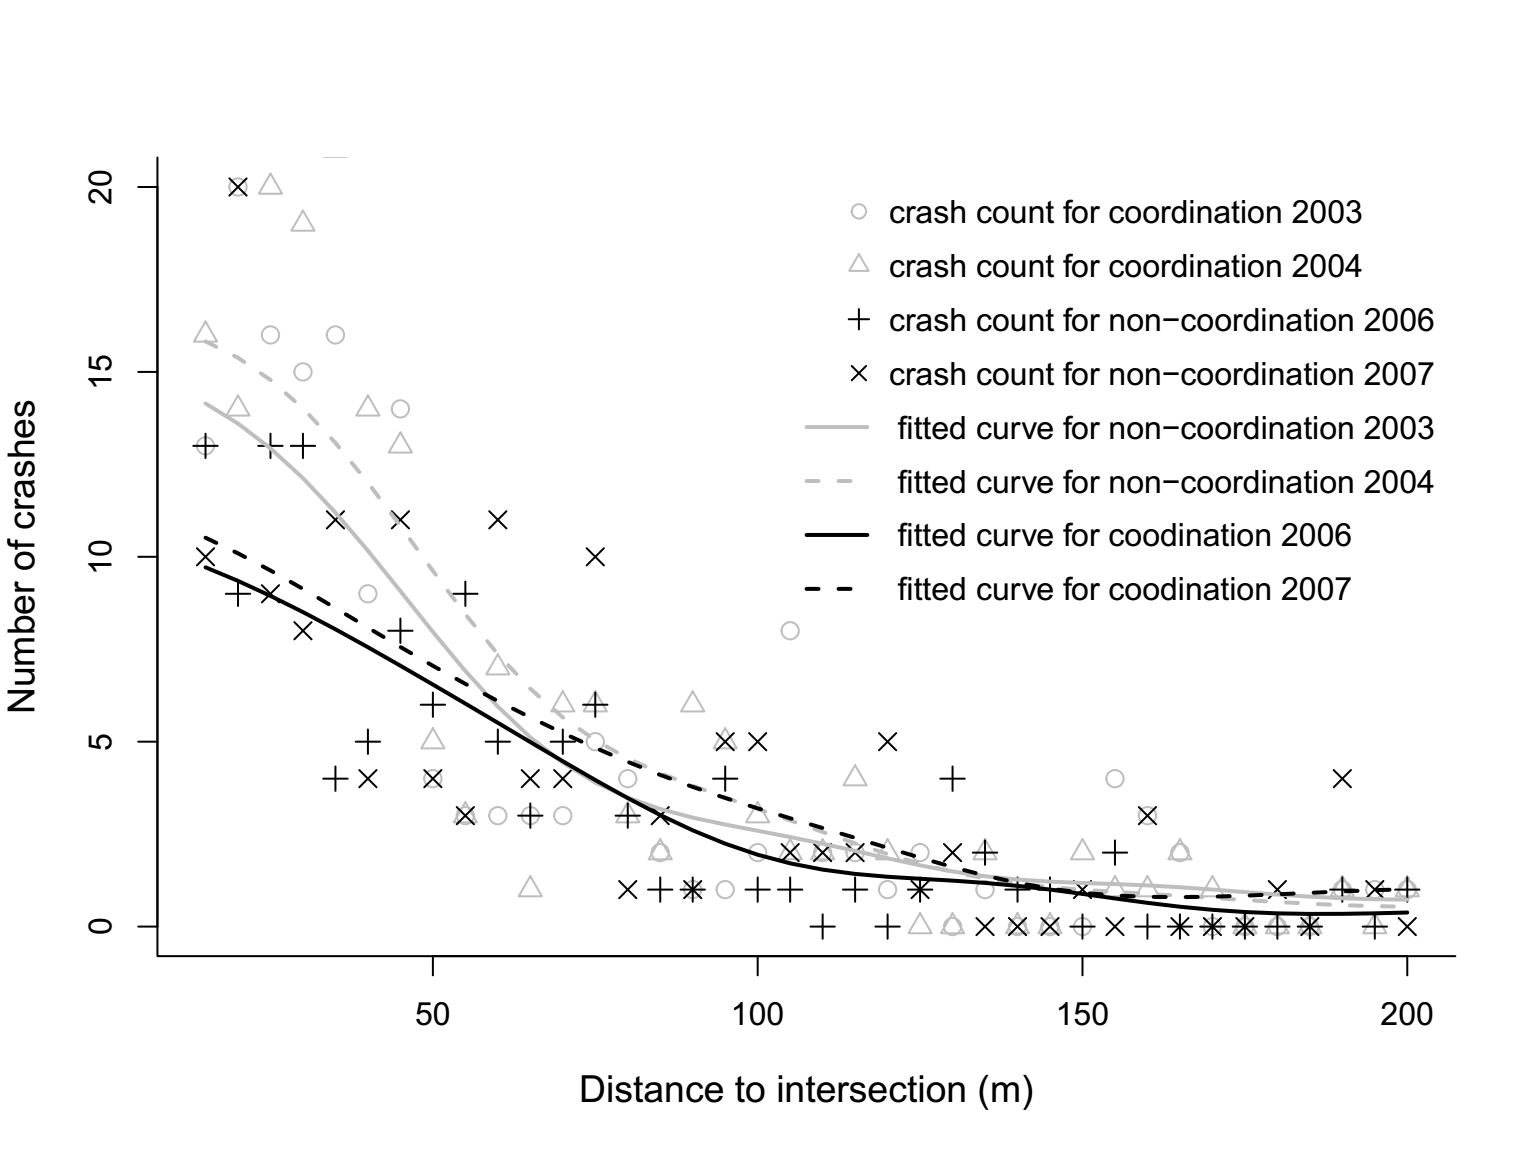 20
15
10
5
0
Number of crashes
crash count for coordination 2003
crash count for coordination 2004
crash count for non−coordination 2006
crash count for non−coordination 2007
fitted curve for non−coordination 2003
fitted curve for non−coordination 2004
fitted curve for coodination 2006
fitted curve for coodination 2007
50 100 150 200
Distance to intersection (m)